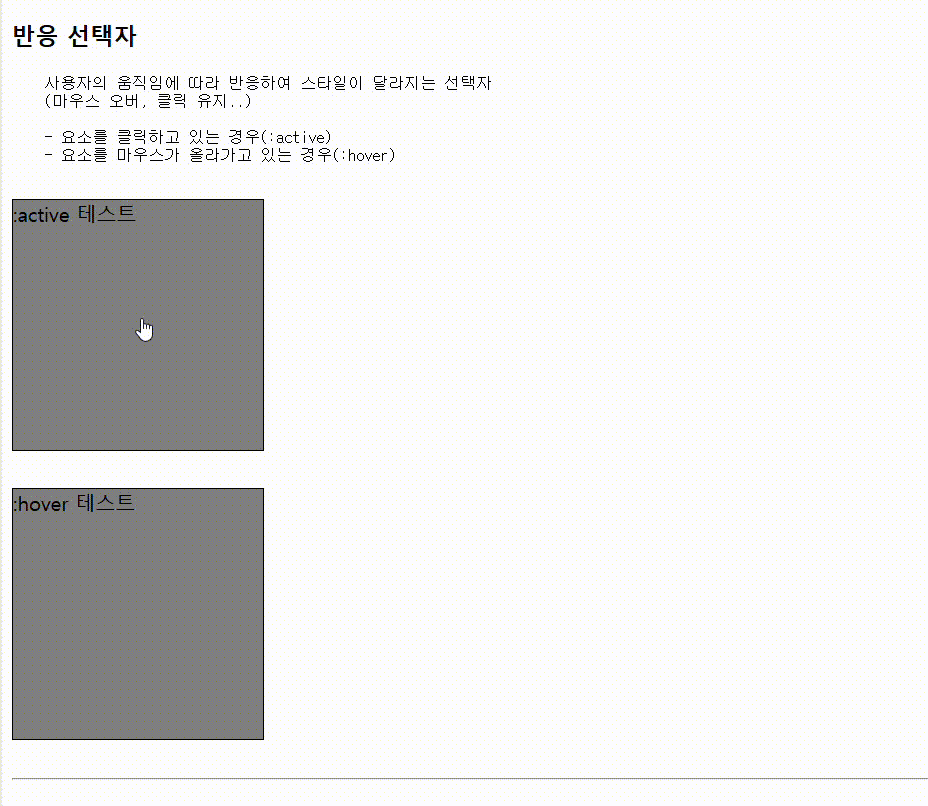 반응 선택자
사용자의 움직임에 따라 반응하여 스타일이 달라지는 선택자
(마우스 오버, 클릭 유지..)
- 요소를 클릭하고 있는 경우(:active)
- 요소를 마우스가 올라가고 있는 경우(:hover)
:active 테스트
:hover 테스트